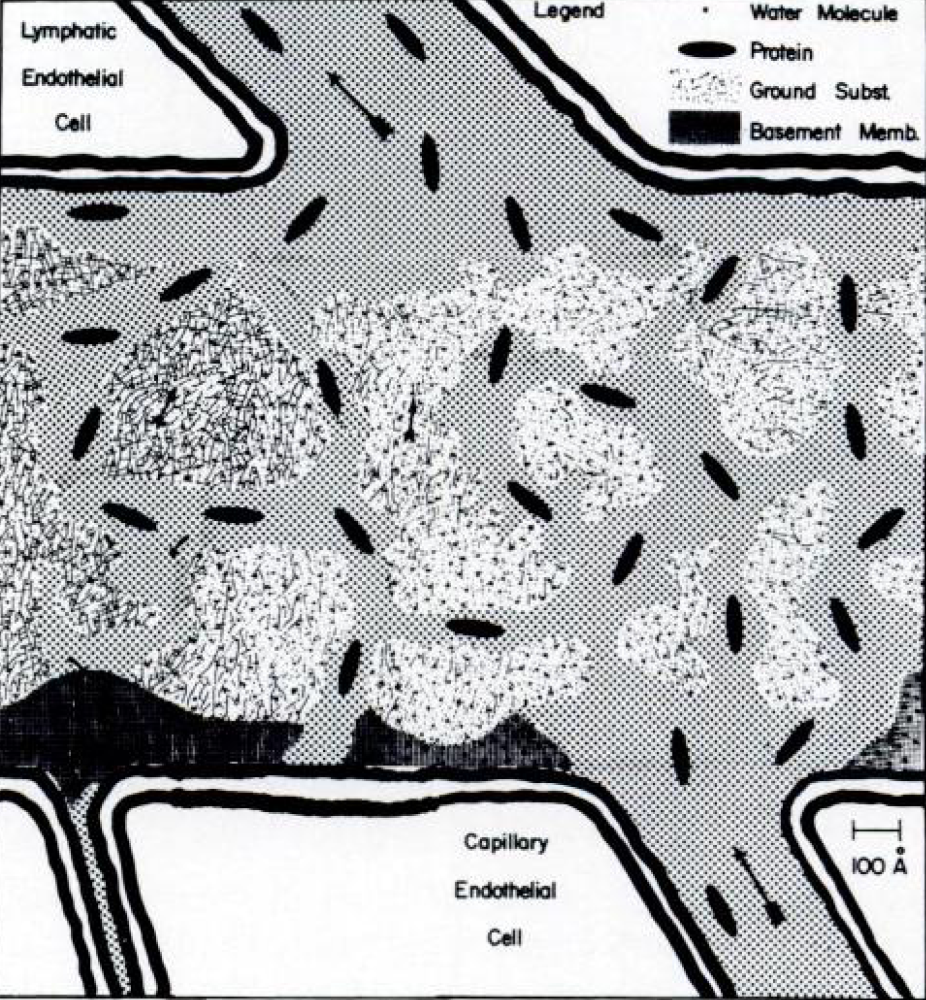 Lymphatic
Endothelial
Cell
Legend
Water Molecule
Protein
Ground Subst.
Basement Memb.
Capillary
Endothelial
Cell
100 Å